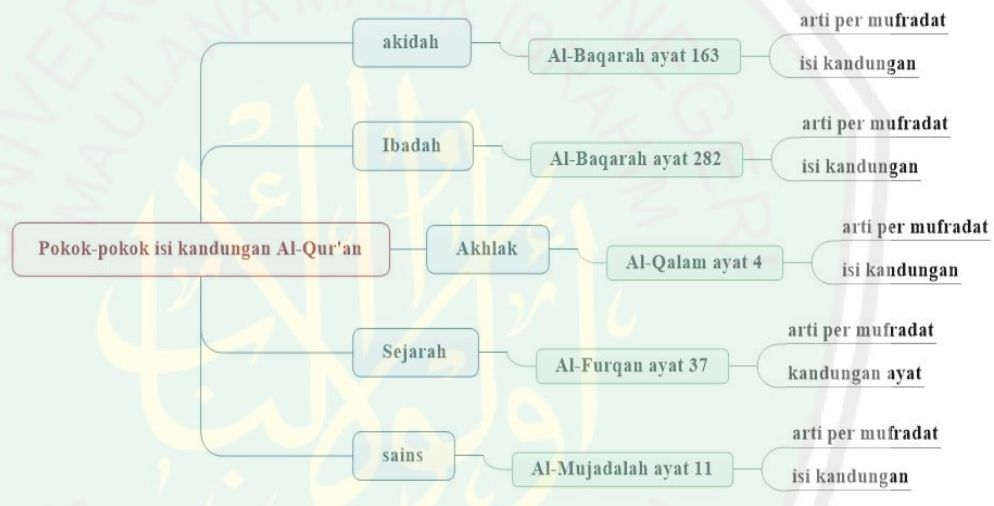 Pokok-pokok isi kandungan Al-Qur'an
akidah
Al-Baqarah ayat 163
arti per mufradat
isi kandungan
Ibadah
Al-Baqarah ayat 282
arti per mufradat
isi kandungan
Akhlak
Al-Qalam ayat 4
arti per mufradat
isi kandungan
Sejarah
Al-Furqan ayat 37
arti per mufradat
kandungan ayat
sains
Al-Mujadalah ayat 11
arti per mufradat
isi kandungan